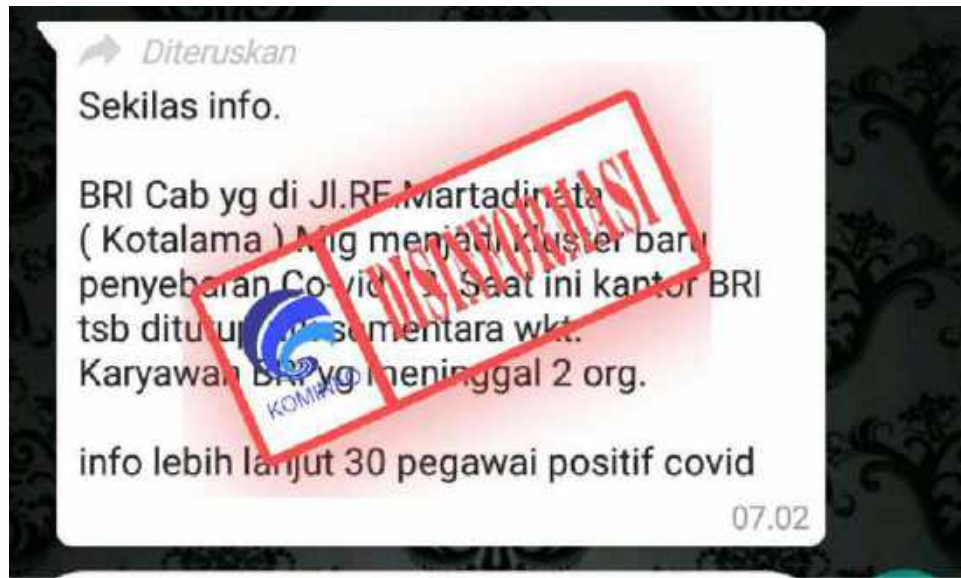 Diteruskan
Sekilas info.
BRI Cab yg di Jl.RE.Martadinata
( Kotalama ) Mlg menjadi kluster baru
penyebaran Co-vid 19. Saat ini kantor BRI
tsb ditutup sementara wkt.
Karyawan BRI yg meninggal 2 org.
info lebih lanjut 30 pegawai positif covid
07.02
DISINFORMASI
KOMINFO